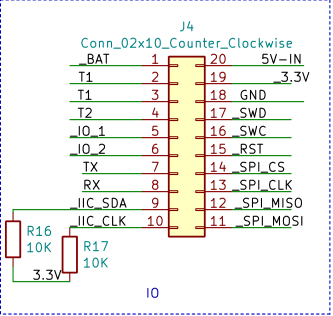 J4
Conn_02x10_Counter_Clockwise
_BAT 1 20 5V-IN
T1 2 19 _3.3V
T1 3 18 GND
T2 4 17 _SWD
_IO_1 5 16 _SWC
_IO_2 6 15 _RST
TX 7 14 _SPI_CS
RX 8 13 _SPI_CLK
_IIC_SDA 9 12 _SPI_MISO
_IIC_CLK 10 11 _SPI_MOSI
R16
10K
R17
10K
3.3V
IO